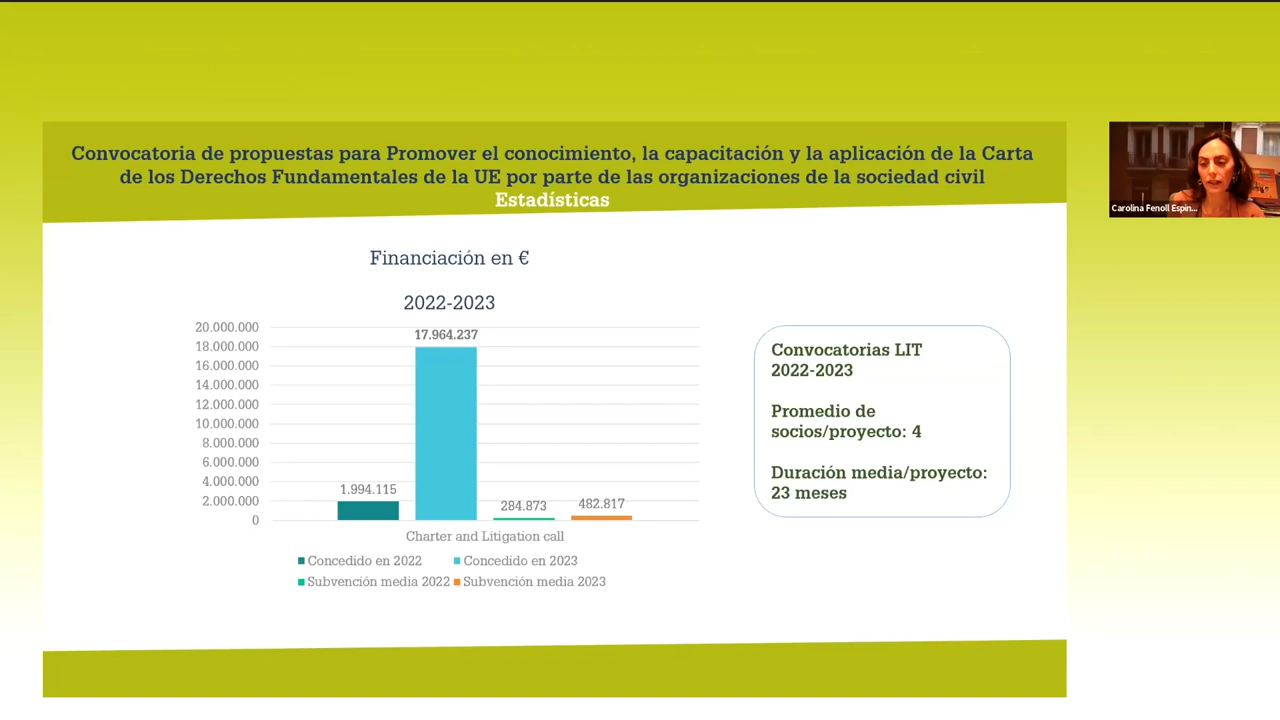 Convocatoria de propuestas para Promover el conocimiento, la capacitación y la aplicación de la Carta
de los Derechos Fundamentales de la UE por parte de las organizaciones de la sociedad civil
Estadísticas
Carolina Fenoll Espin...
Financiación en €
2022-2023
20.000.000
18.000.000
16.000.000
14.000.000
12.000.000
10.000.000
8.000.000
6.000.000
4.000.000
2.000.000
0
1.994.115
17.964.237
284.873
482.817
Charter and Litigation call
Concedido en 2022
Concedido en 2023
Subvención media 2022
Subvención media 2023
Convocatorias LIT
2022-2023
Promedio de
socios/proyecto: 4
Duración media/proyecto:
23 meses